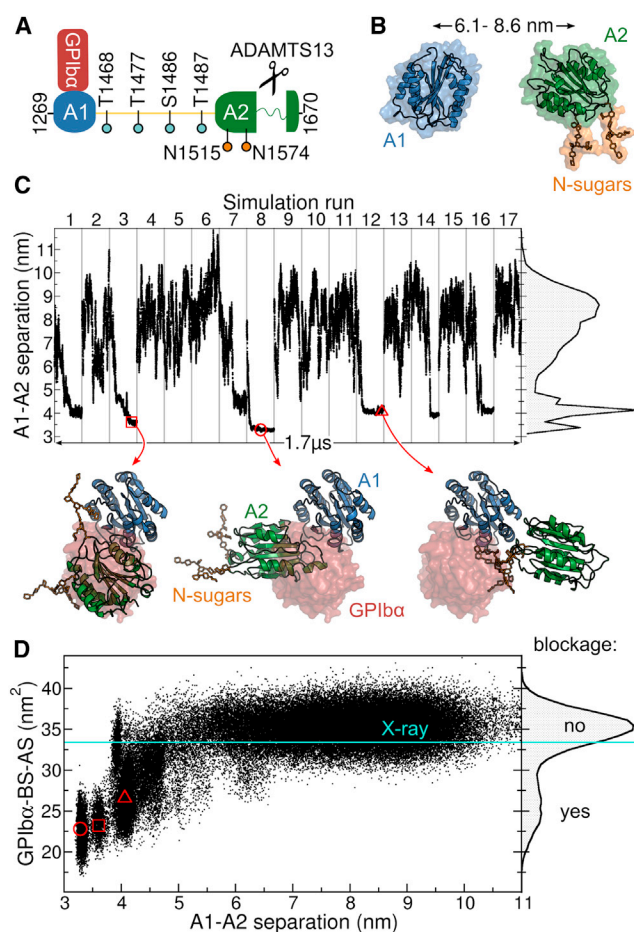 A
GPIbα
A1
T1468
T1477
S1486
T1487
ADAMTS13
A2
1269
1670
N1515
N1574
B
6.1- 8.6 nm
A2
A1
N-sugars
C
Simulation run
1 2 3 4 5 6 7 8 9 10 11 12 13 14 15 16 17
A1-A2 separation (nm)
11
10
9
8
7
6
5
4
3
1.7μs
A1
A2
N-sugars
GPIbα
D
blockage:
GPIbα-BS-AS (nm²)
40
35
30
25
20
X-ray
no
yes
3 4 5 6 7 8 9 10 11
A1-A2 separation (nm)